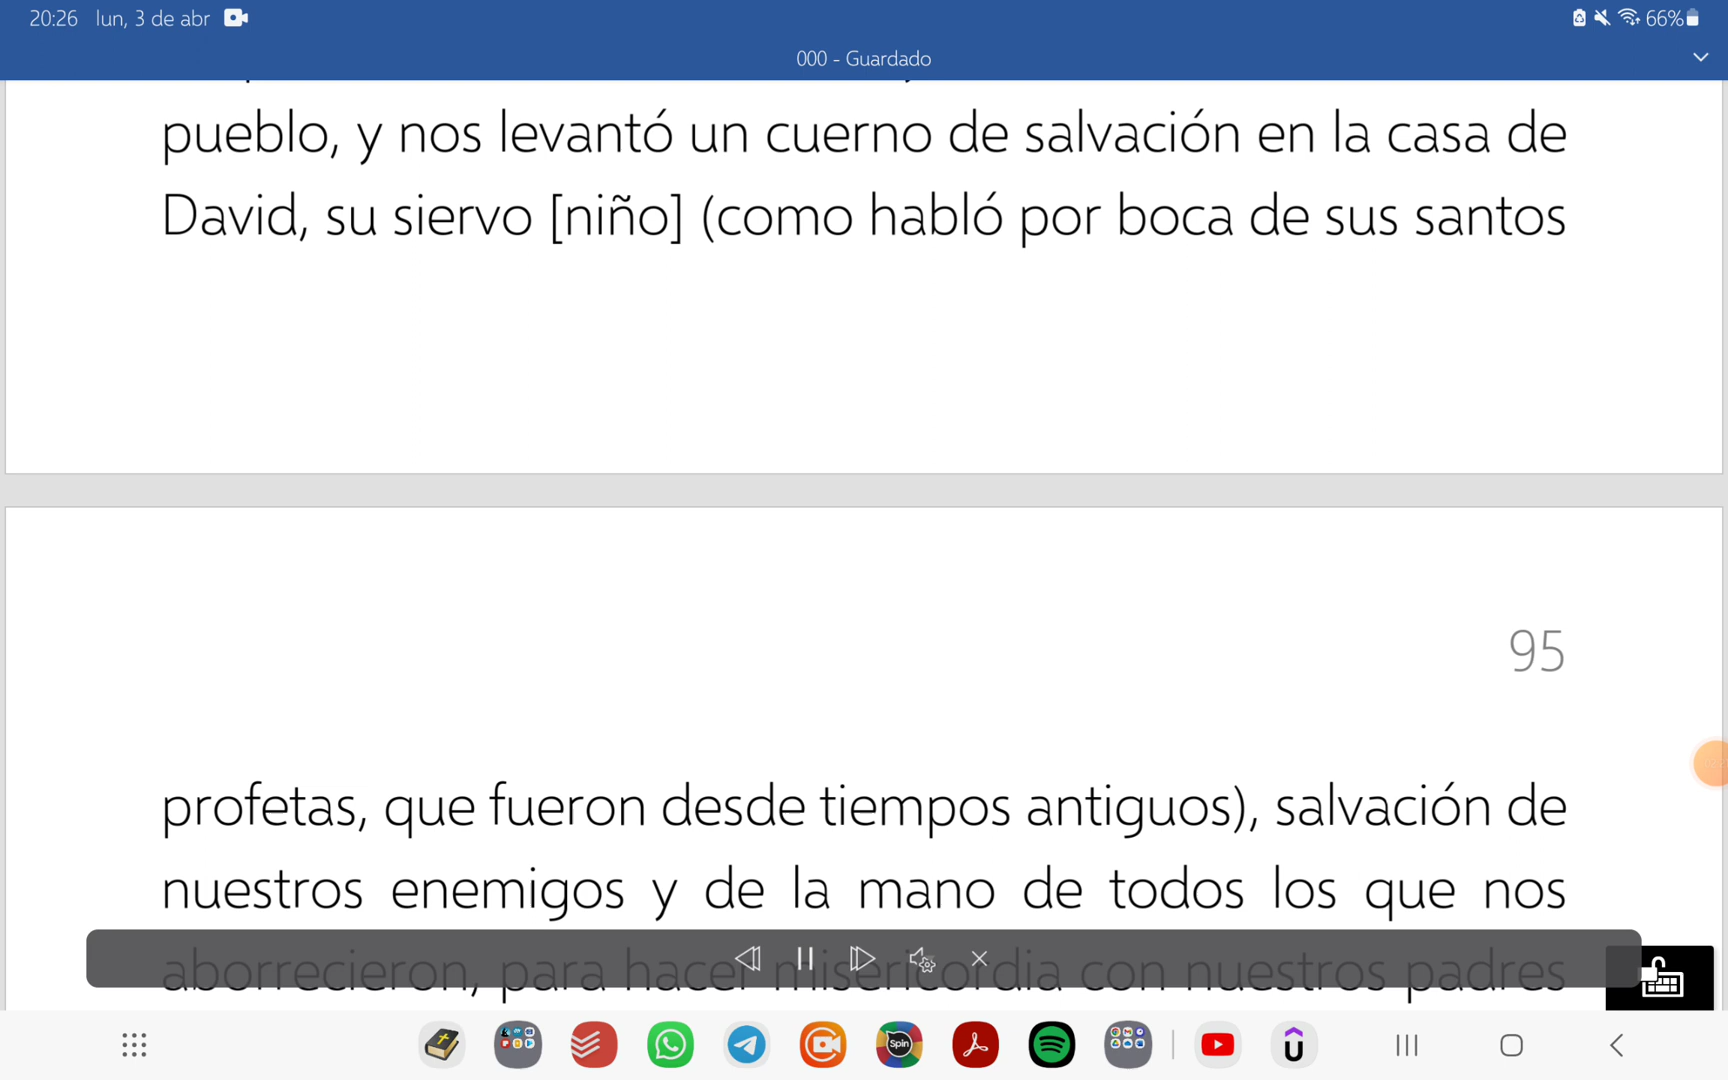 20:26 lun, 3 de abr 66%
000 - Guardado
pueblo, y nos levantó un cuerno de salvación en la casa de
David, su siervo [niño] (como habló por boca de sus santos
95
profetas, que fueron desde tiempos antiguos), salvación de
nuestros enemigos y de la mano de todos los que nos
aborrecieron, para hacer misericordia con nuestros padres
Spin